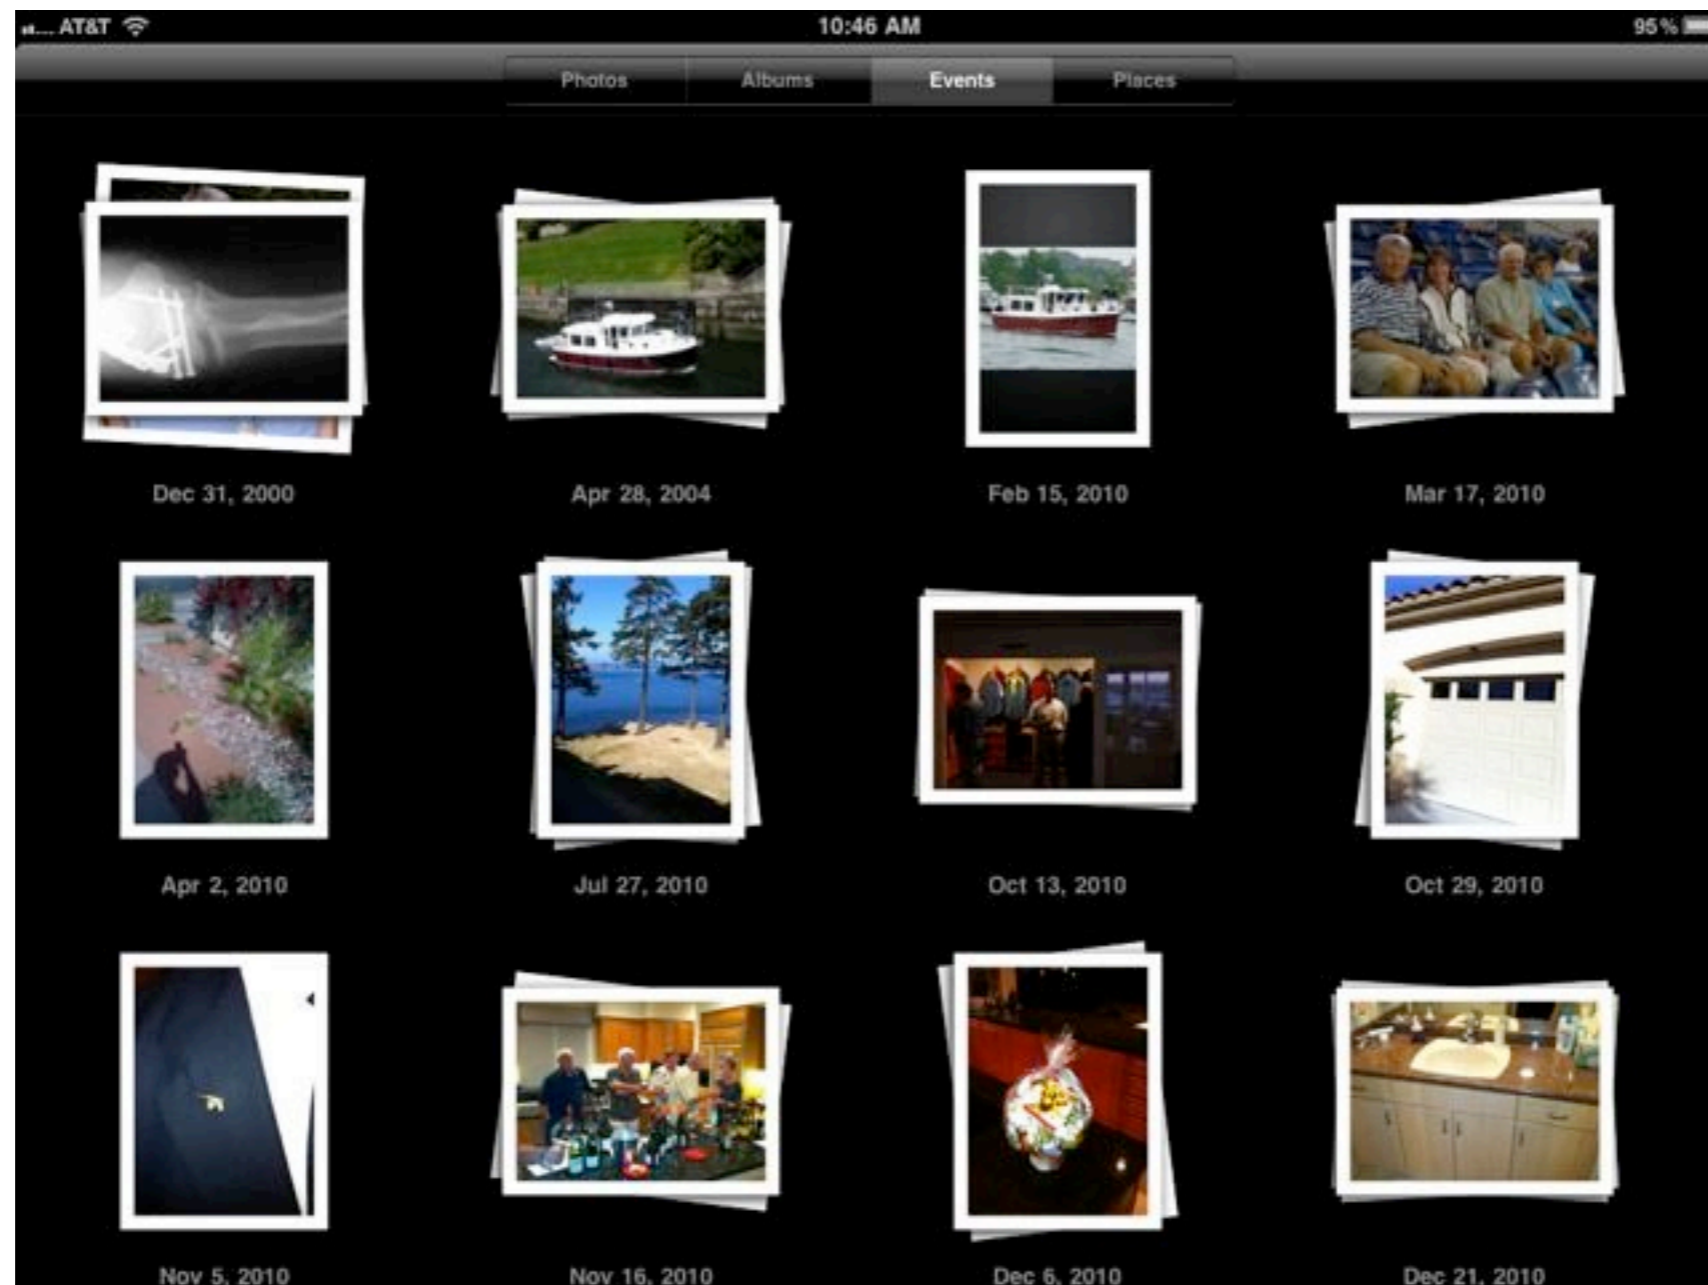 AT&T 10:46 AM 95%
Photos Albums Events Places
Dec 31, 2000 Apr 28, 2004 Feb 15, 2010 Mar 17, 2010
Apr 2, 2010 Jul 27, 2010 Oct 13, 2010 Oct 29, 2010
Nov 5, 2010 Nov 16, 2010 Dec 6, 2010 Dec 21, 2010